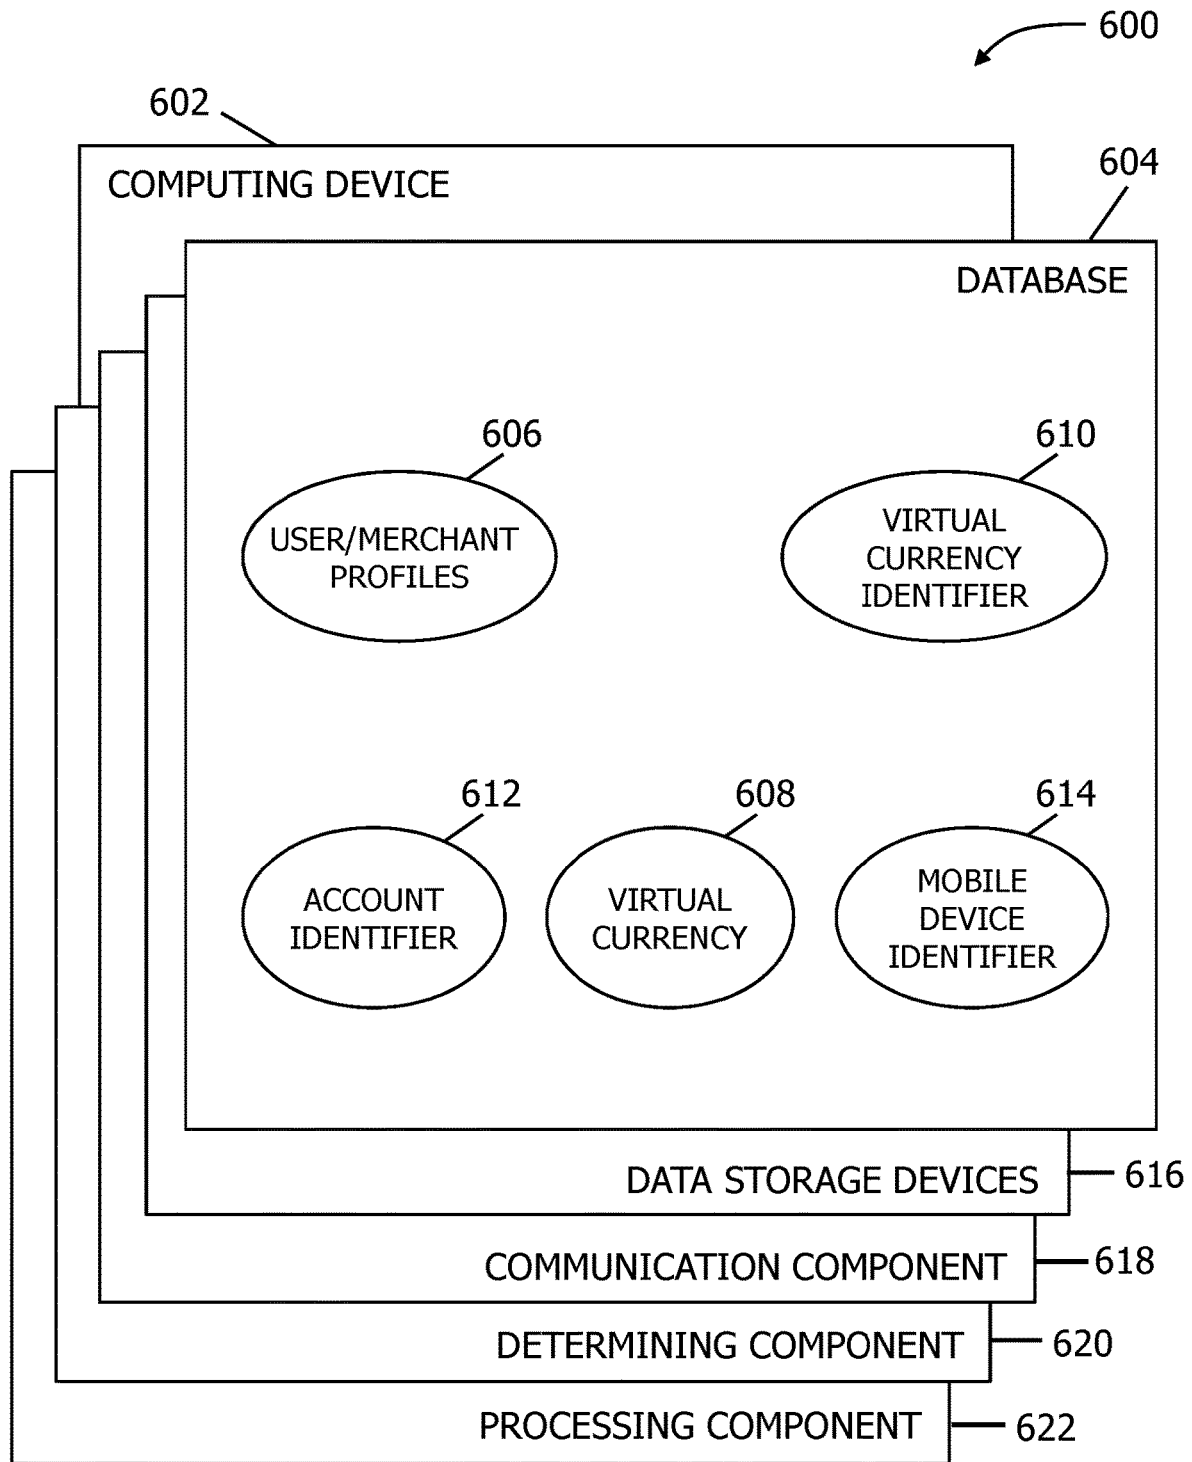 600
602
COMPUTING DEVICE
604
DATABASE
606
USER/MERCHANT
PROFILES
610
VIRTUAL
CURRENCY
IDENTIFIER
612
ACCOUNT
IDENTIFIER
608
VIRTUAL
CURRENCY
614
MOBILE
DEVICE
IDENTIFIER
DATA STORAGE DEVICES
616
COMMUNICATION COMPONENT
618
DETERMINING COMPONENT
620
PROCESSING COMPONENT
622